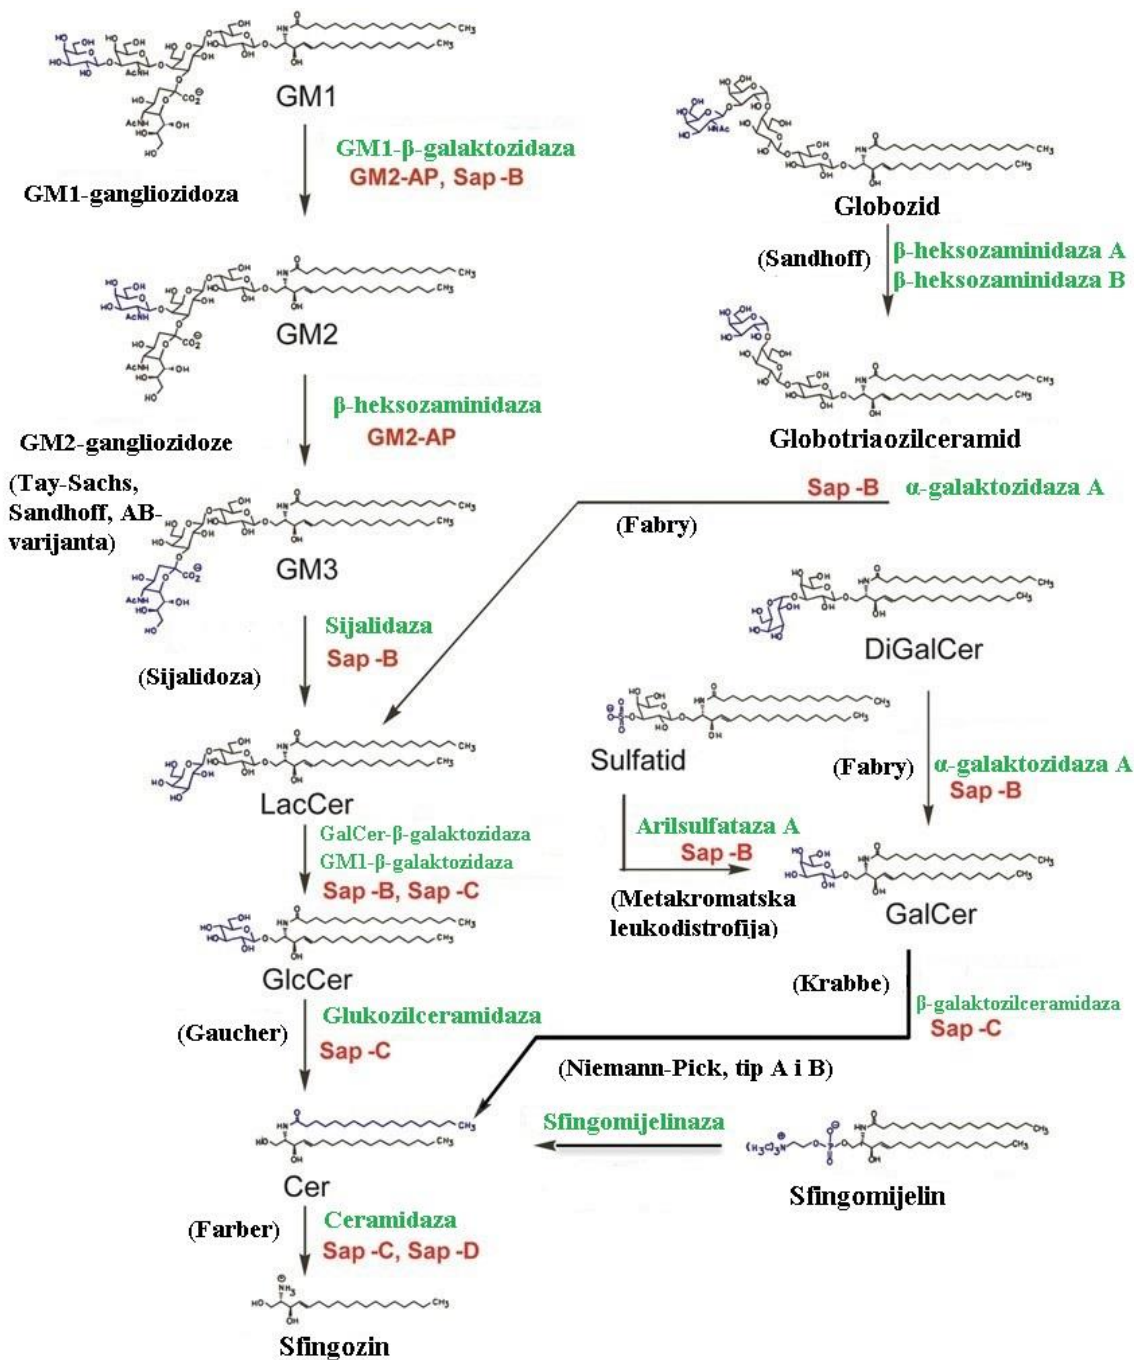 GM1
GM1-β-galaktozidaza
GM2-AP, Sap-B
GM1-gangliozidoza
GM2
β-heksozaminidaza
GM2-AP
GM2-gangliozidoze
(Tay-Sachs,
Sandhoff, AB-
varijanta)
GM3
Sijalidaza
Sap -B
(Sijalidoza)
LacCer
GalCer-β-galaktozidaza
GM1-β-galaktozidaza
Sap -B, Sap -C
GlcCer
(Gaucher)
Glukozilceramidaza
Sap -C
Cer
(Farber)
Ceramidaza
Sap -C, Sap -D
Sfingozin
Globozid
(Sandhoff)
β-heksozaminidaza A
β-heksozaminidaza B
Globotriaozilceramid
Sap -B
α-galaktozidaza A
(Fabry)
DiGalCer
(Fabry)
α-galaktozidaza A
Sap -B
Sulfatid
Arilsulfataza A
Sap -B
(Metakromatska
leukodistrofija)
GalCer
(Krabbe)
β-galaktozilceramidaza
Sap -C
(Niemann-Pick, tip A i B)
Sfingomijelinaza
Sfingomijelin